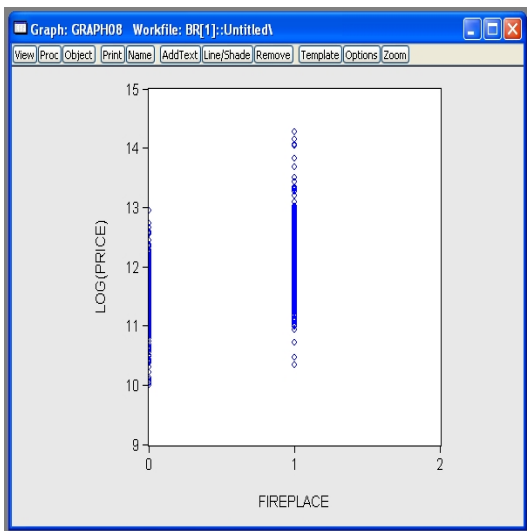 Graph: GRAPH08 Workfile: BR[1]::Untitled\
View Proc Object Print Name AddText Line/Shade Remove Template Options Zoom
15
14
13
12
11
10
9
LOG(PRICE)
0 1 2
FIREPLACE